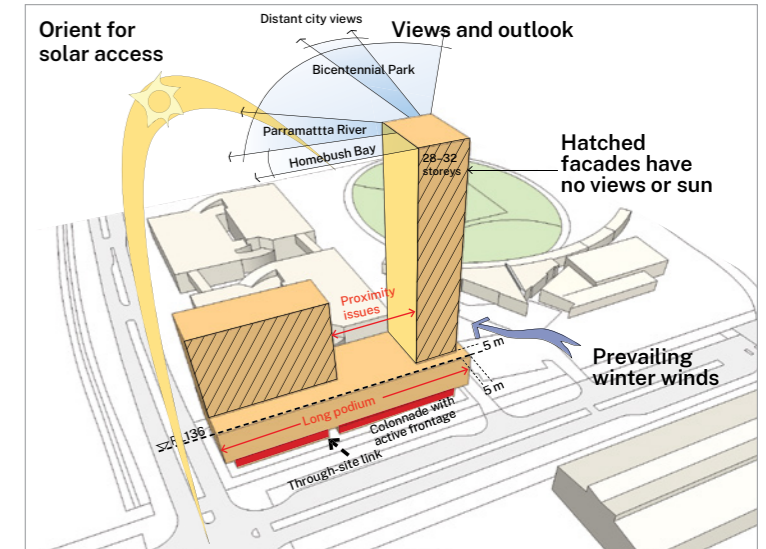 Orient for
solar access
Distant city views
Views and outlook
Bicentennial Park
Parramattta River
Homebush Bay
28–32
storeys
Hatched
facades have
no views or sun
Proximity
issues
Prevailing
winter winds
5 m
5 m
Long podium
Colonnade with
active frontage
Through-site link